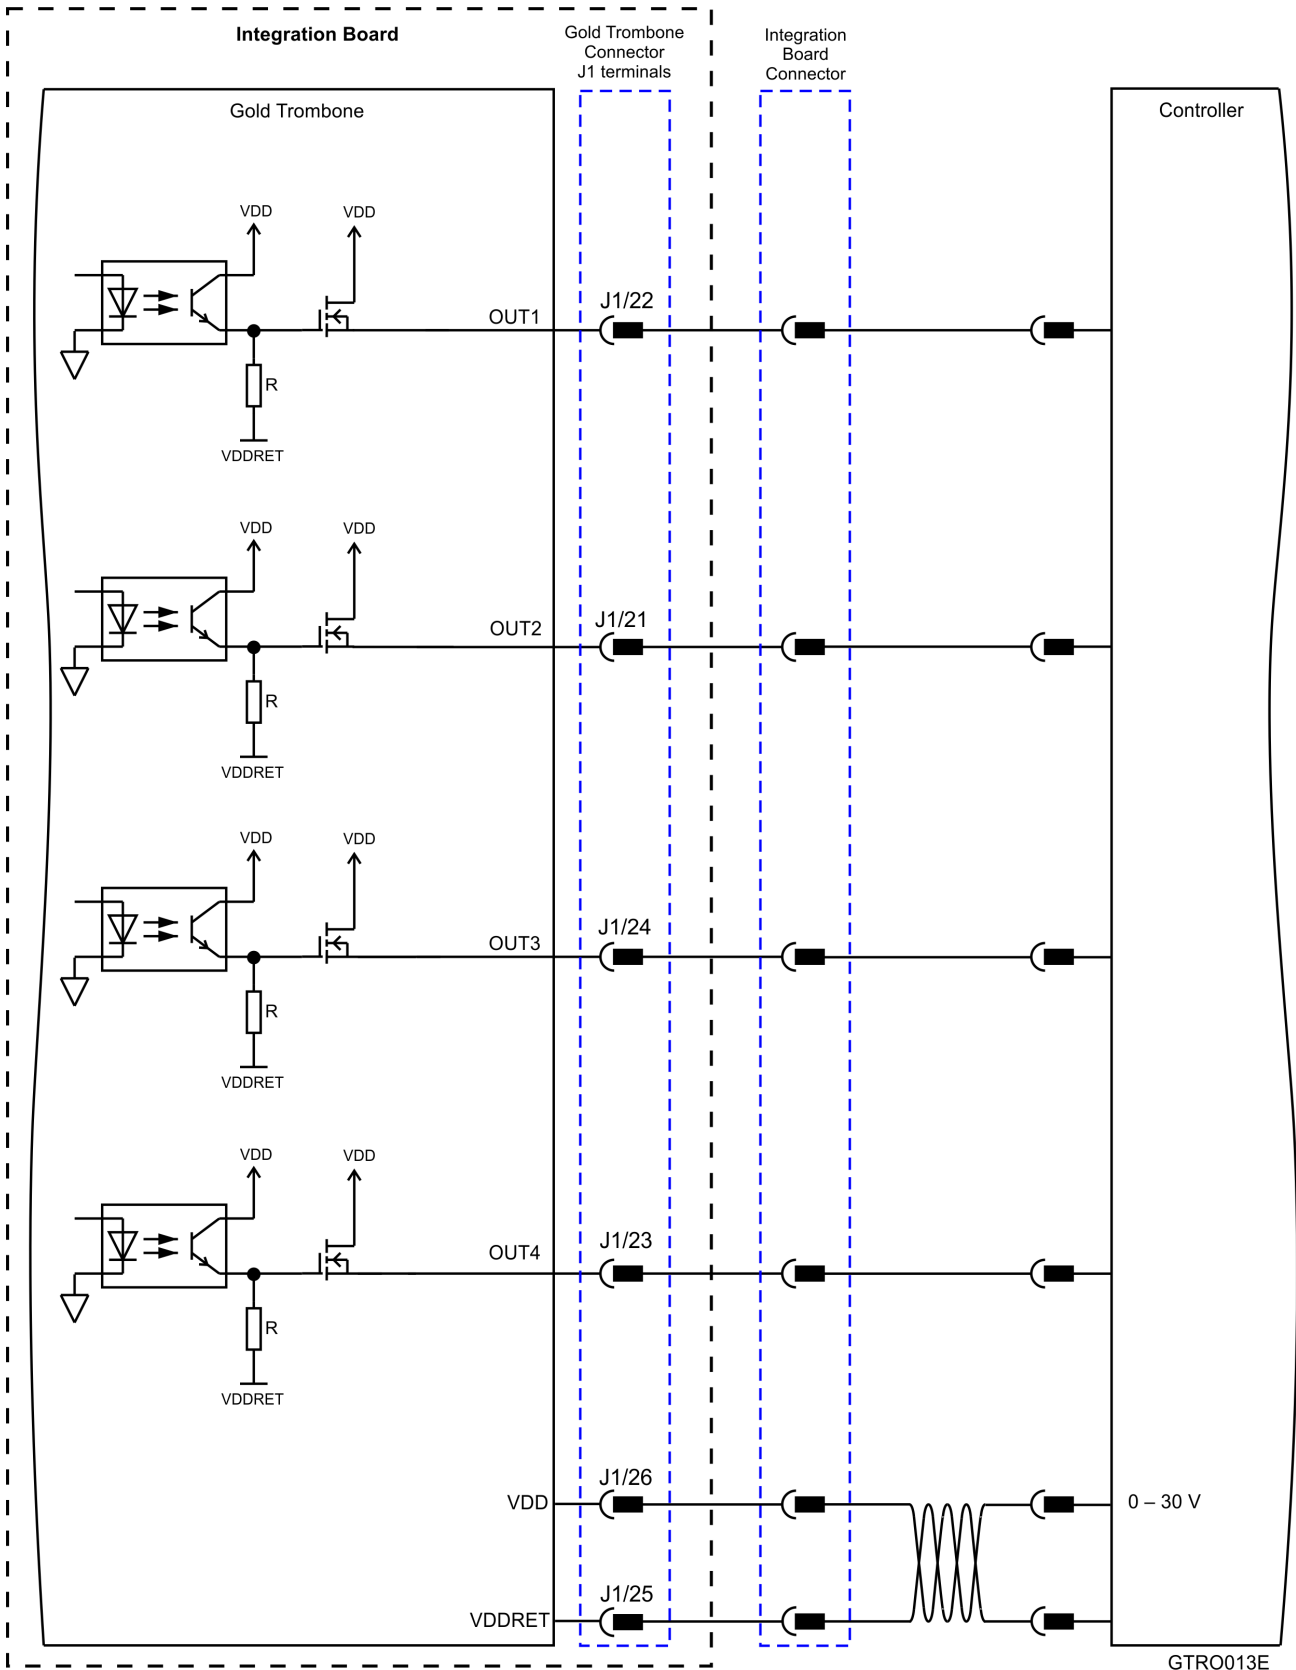 Integration Board
Gold Trombone
Connector
J1 terminals
Integration
Board
Connector
Gold Trombone
Controller
VDD
VDD
OUT1
J1/22
R
VDDRET
VDD
VDD
OUT2
J1/21
R
VDDRET
VDD
VDD
OUT3
J1/24
R
VDDRET
VDD
VDD
OUT4
J1/23
R
VDDRET
VDD
J1/26
0 – 30 V
VDDRET
J1/25
GTRO013E